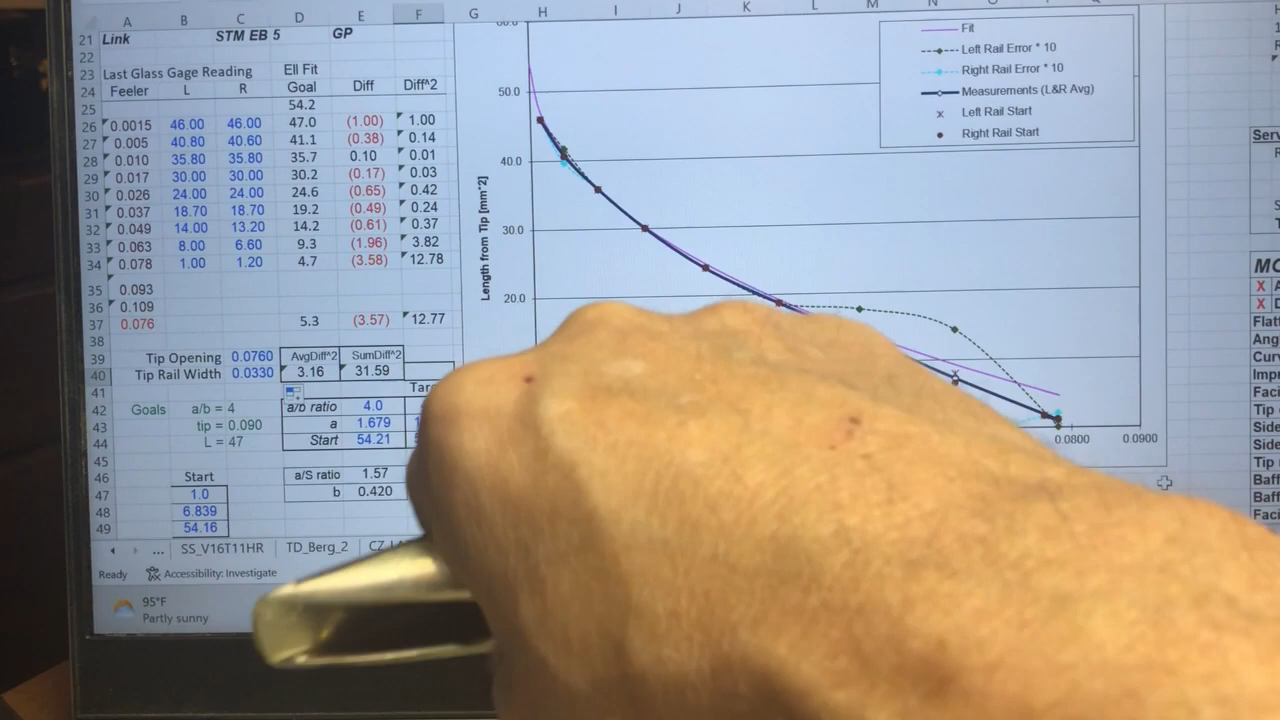 A B C D E F G H I J K L M N
21 Link STM EB 5 GP
22
23 Last Glass Gage Reading Ell Fit
24 Feeler L R Goal Diff Diff^2
25 54.2
26 0.0015 46.00 46.00 47.0 (1.00) 1.00
27 0.005 40.80 40.60 41.1 (0.38) 0.14
28 0.010 35.80 35.80 35.7 0.10 0.01
29 0.017 30.00 30.00 30.2 (0.17) 0.03
30 0.026 24.00 24.00 24.6 (0.65) 0.42
31 0.037 18.70 18.70 19.2 (0.49) 0.24
32 0.049 14.00 13.20 14.2 (0.61) 0.37
33 0.063 8.00 6.60 9.3 (1.96) 3.82
34 0.078 1.00 1.20 4.7 (3.58) 12.78
35 0.093
36 0.109
37 0.076 5.3 (3.57) 12.77
38
39 Tip Opening 0.0760 AvgDiff^2 SumDiff^2
40 Tip Rail Width 0.0330 3.16 31.59
41
42 Goals a/b = 4 a/b ratio 4.0
43 tip = 0.090 a 1.679
44 L = 47 Start 54.21
45
46 Start a/S ratio 1.57
47 1.0 b 0.420
48 6.839
49 54.16
... SS_V16T11HR TD_Berg_2
Ready Accessibility: Investigate
95°F
Partly sunny
Length from Tip [mm*2]
60.0
50.0
40.0
30.0
20.0
0.0800 0.0900
Fit
Left Rail Error * 10
Right Rail Error * 10
Measurements (L&R Avg)
Left Rail Start
Right Rail Start
X
X